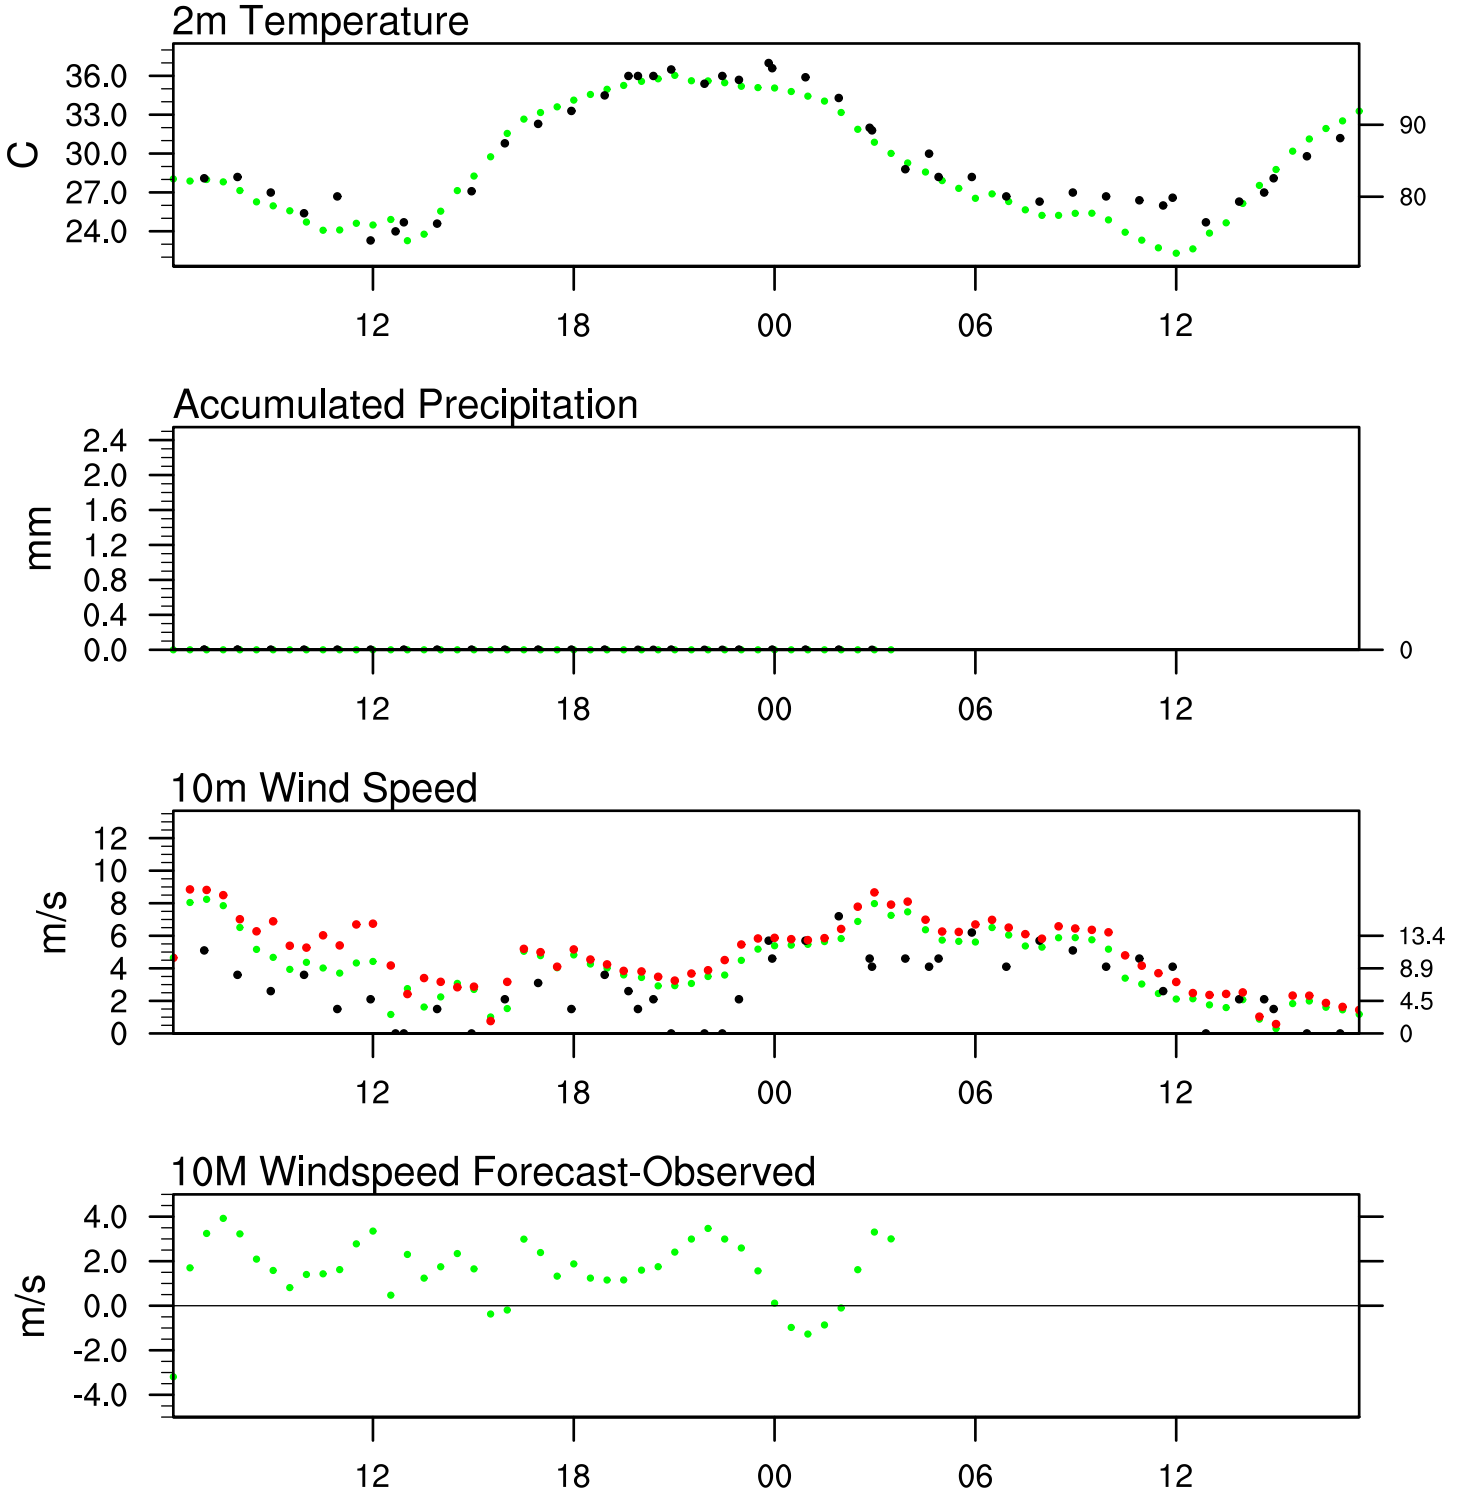 2m Temperature
36.0
33.0
30.0
27.0
24.0
C
90
80
12 18 00 06 12
Accumulated Precipitation
2.4
2.0
1.6
1.2
0.8
0.4
0.0
mm
0
12 18 00 06 12
10m Wind Speed
12
10
8
6
4
2
0
m/s
13.4
8.9
4.5
0
12 18 00 06 12
10M Windspeed Forecast-Observed
4.0
2.0
0.0
-2.0
-4.0
m/s
12 18 00 06 12